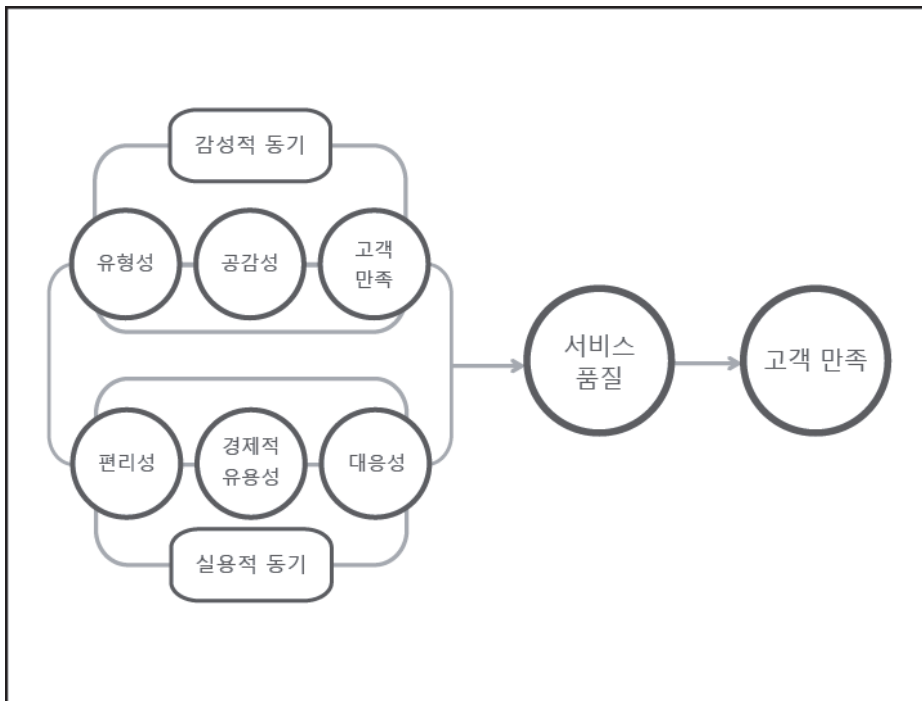 감성적 동기
유형성
공감성
고객
만족
서비스
품질
고객 만족
편리성
경제적
유용성
대응성
실용적 동기